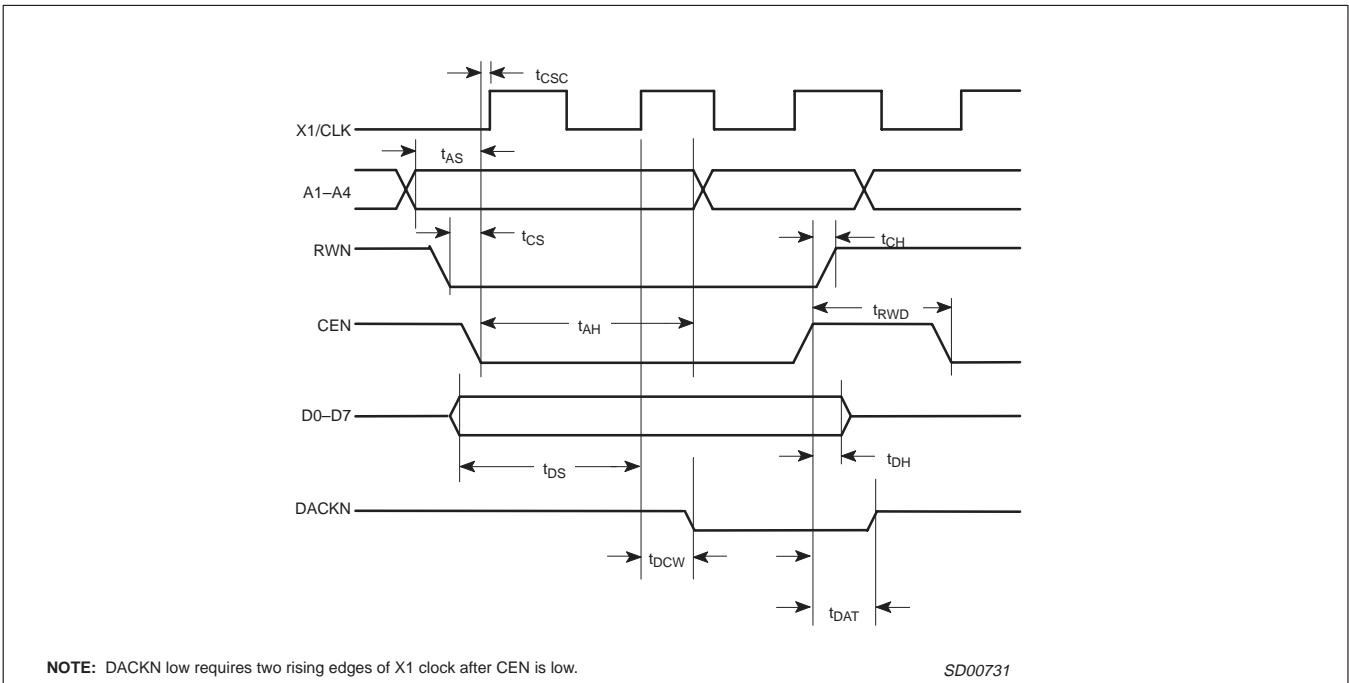 tCSC
X1/CLK
tAS
A1–A4
tCS
tCH
RWN
tRWD
CEN
tAH
D0–D7
tDH
tDS
DACKN
tDCW
tDAT
NOTE: DACKN low requires two rising edges of X1 clock after CEN is low.
SD00731